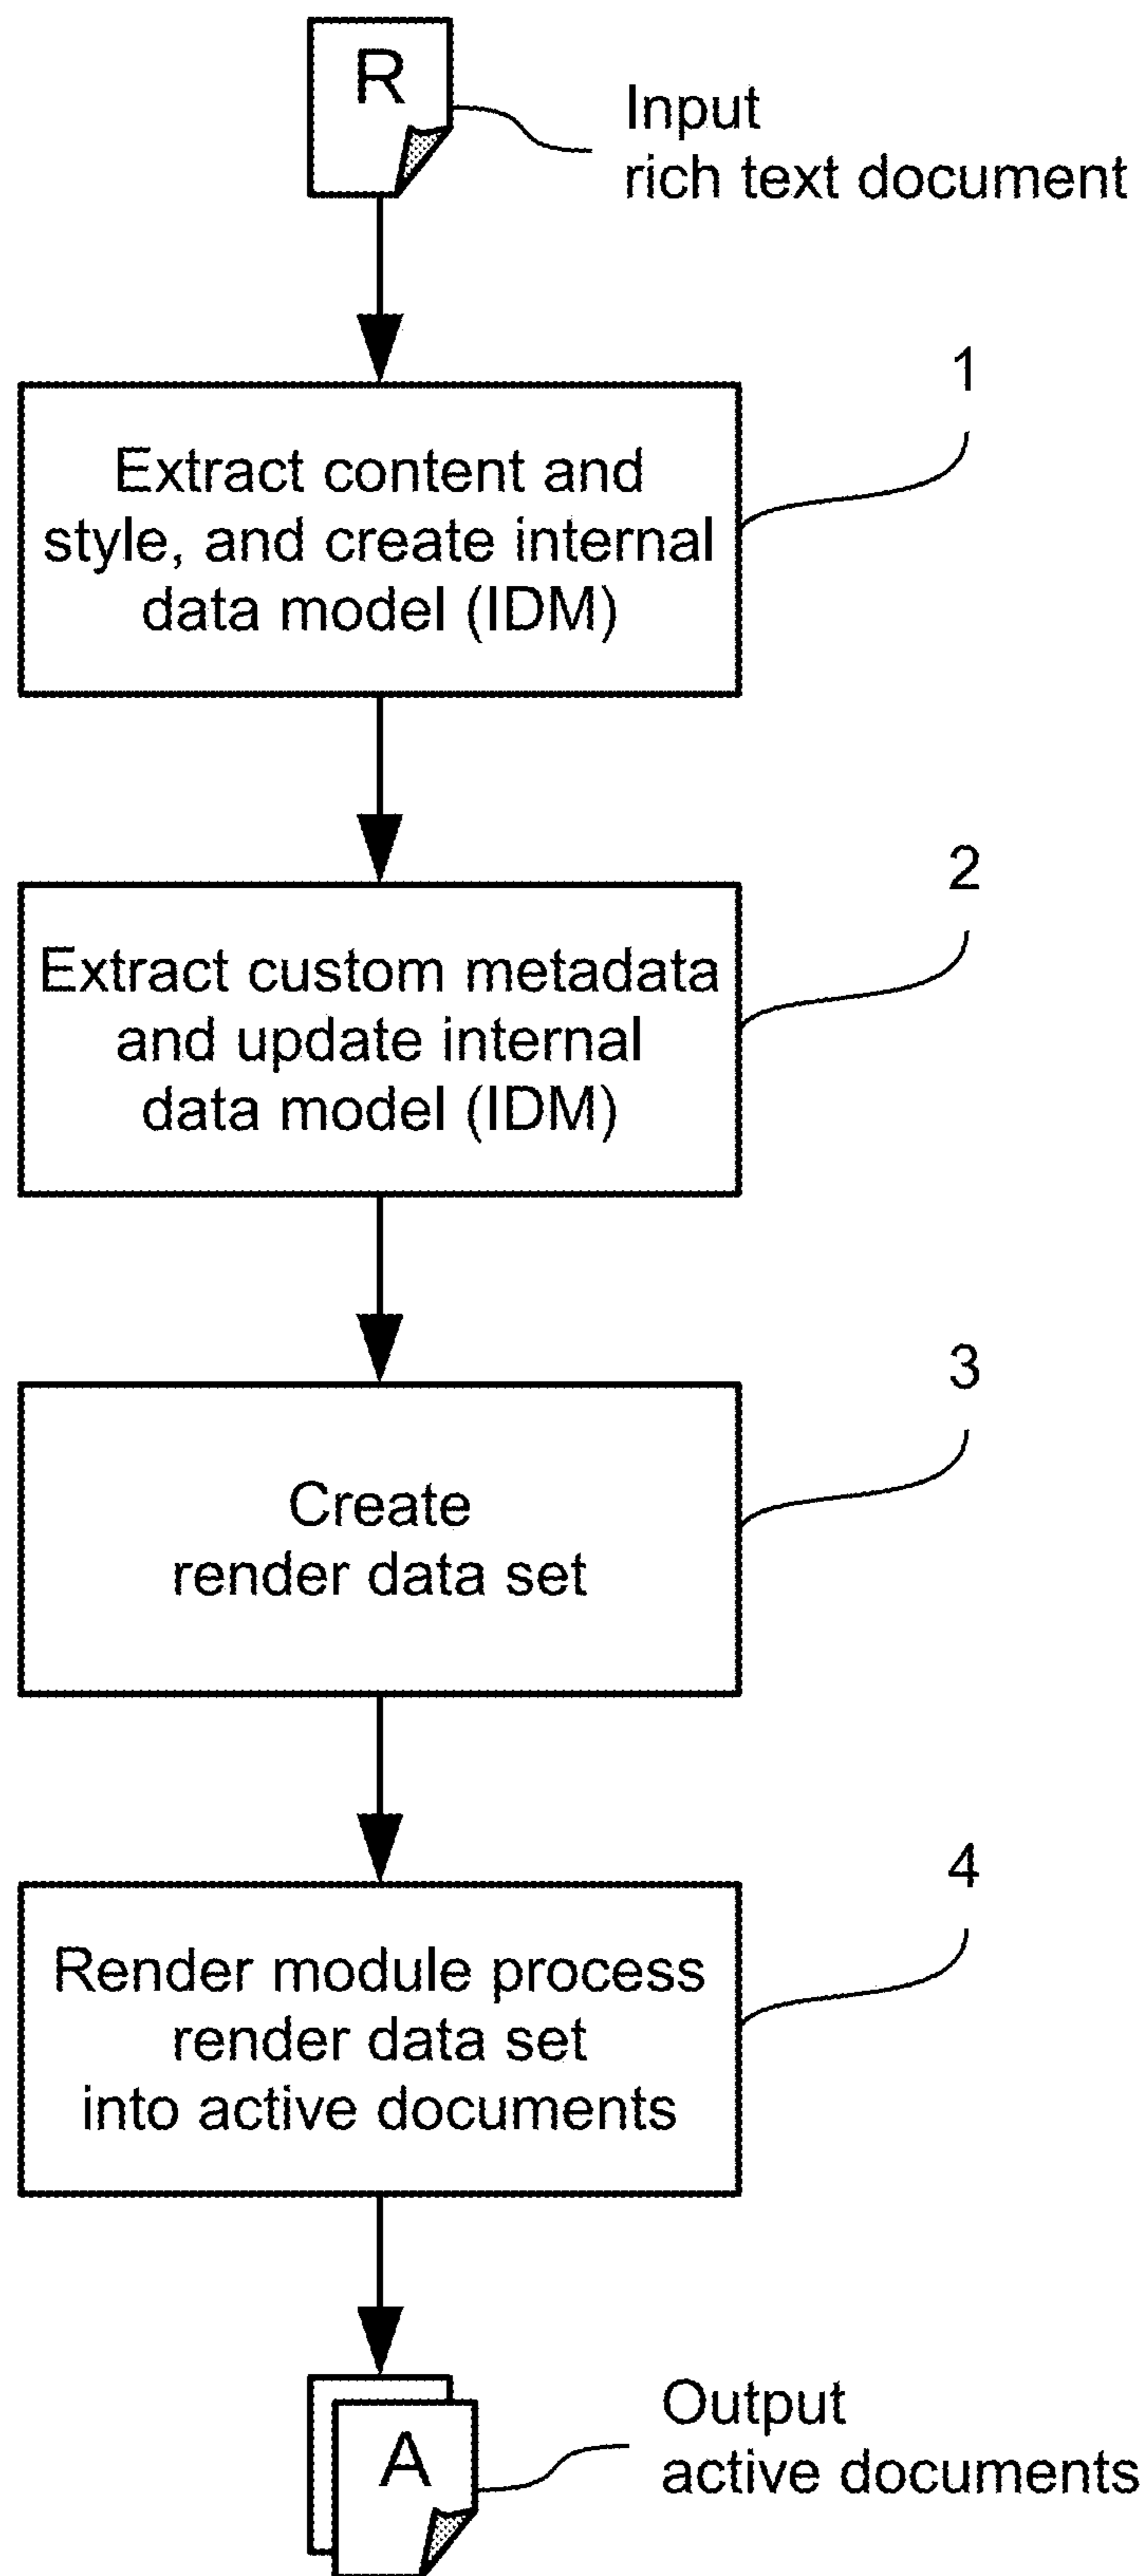 R
Input
rich text document
1
Extract content and
style, and create internal
data model (IDM)
2
Extract custom metadata
and update internal
data model (IDM)
3
Create
render data set
4
Render module process
render data set
into active documents
A
Output
active documents